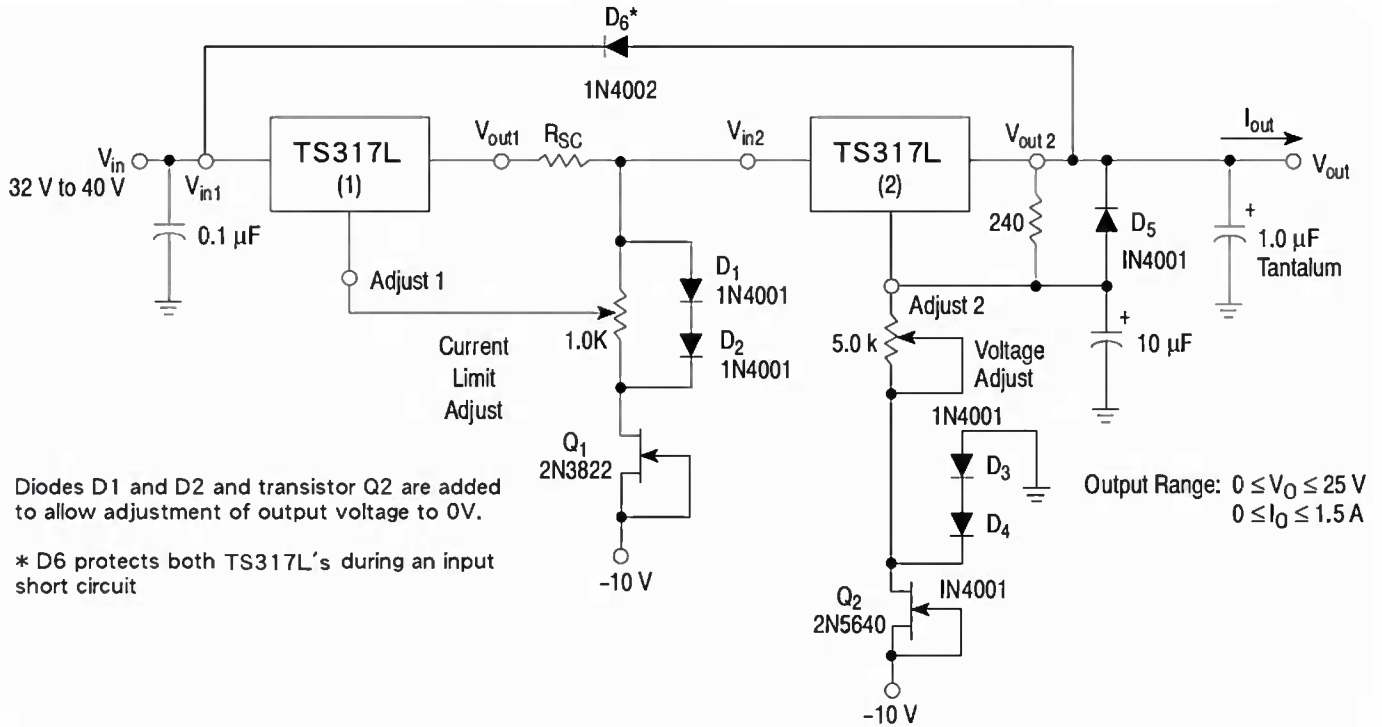 D6*
1N4002
Vin
32 V to 40 V
Vin1
0.1 μF
TS317L
(1)
Vout1
RSC
Adjust 1
Current
Limit
Adjust
1.0K
D1
1N4001
D2
1N4001
Q1
2N3822
–10 V
Vin2
TS317L
(2)
Vout 2
Iout
Vout
240
D5
IN4001
+
1.0 μF
Tantalum
Adjust 2
5.0 k
Voltage
Adjust
+
10 μF
1N4001
D3
D4
IN4001
Q2
2N5640
–10 V
Diodes D1 and D2 and transistor Q2 are added
to allow adjustment of output voltage to 0V.
* D6 protects both TS317L's during an input
short circuit
Output Range: 0 ≤ VO ≤ 25 V
0 ≤ IO ≤ 1.5 A